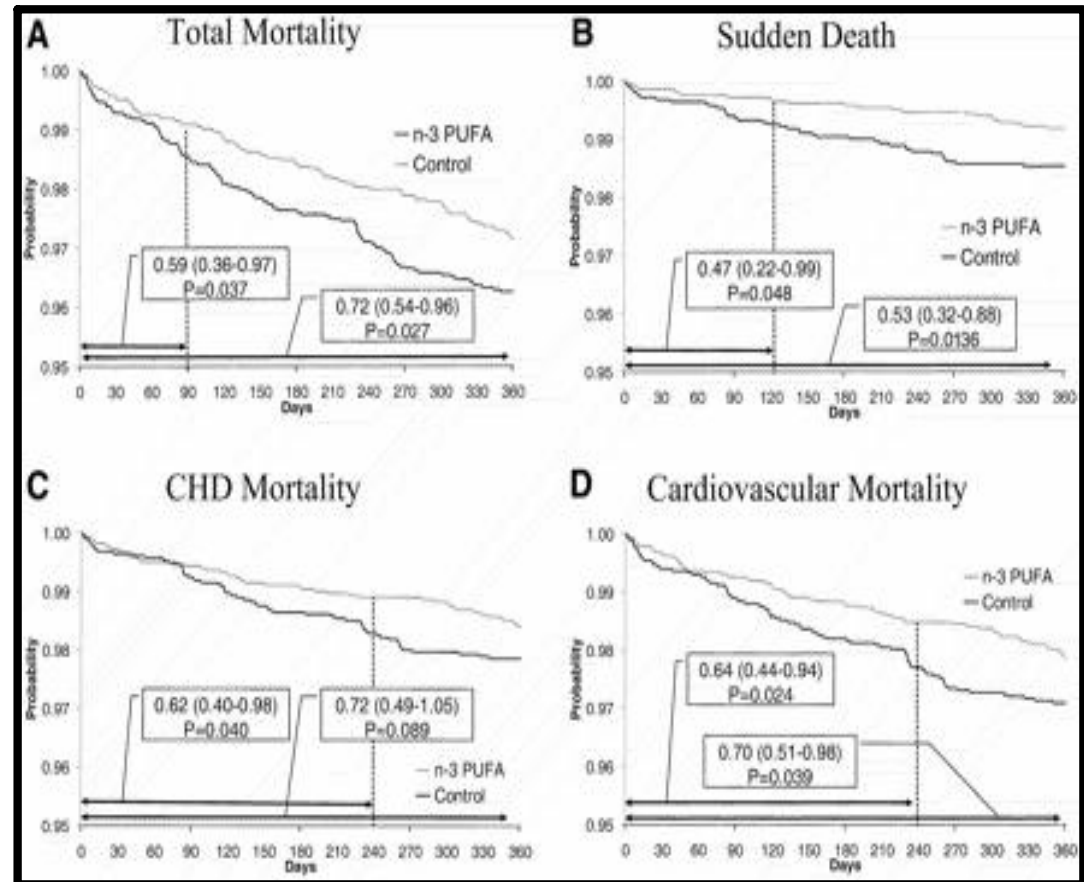 A Total Mortality
1.00
0.99
0.98
0.97
0.96
0.95
Probability
n-3 PUFA
Control
0.59 (0.36-0.97)
P=0.037
0.72 (0.54-0.96)
P=0.027
0 30 60 90 120 150 180 210 240 270 300 330 360
Days
B Sudden Death
1.00
0.99
0.98
0.97
0.96
0.95
Probability
n-3 PUFA
Control
0.47 (0.22-0.99)
P=0.048
0.53 (0.32-0.88)
P=0.0136
0 30 60 90 120 150 180 210 240 270 300 330 360
Days
C CHD Mortality
1.00
0.99
0.98
0.97
0.96
0.95
Probability
0.62 (0.40-0.98)
P=0.040
0.72 (0.49-1.05)
P=0.089
n-3 PUFA
Control
0 30 60 90 120 150 180 210 240 270 300 330 360
Days
D Cardiovascular Mortality
1.00
0.99
0.98
0.97
0.96
0.95
Probability
n-3 PUFA
Control
0.64 (0.44-0.94)
P=0.024
0.70 (0.51-0.98)
P=0.039
0 30 60 90 120 150 180 210 240 270 300 330 360
Days